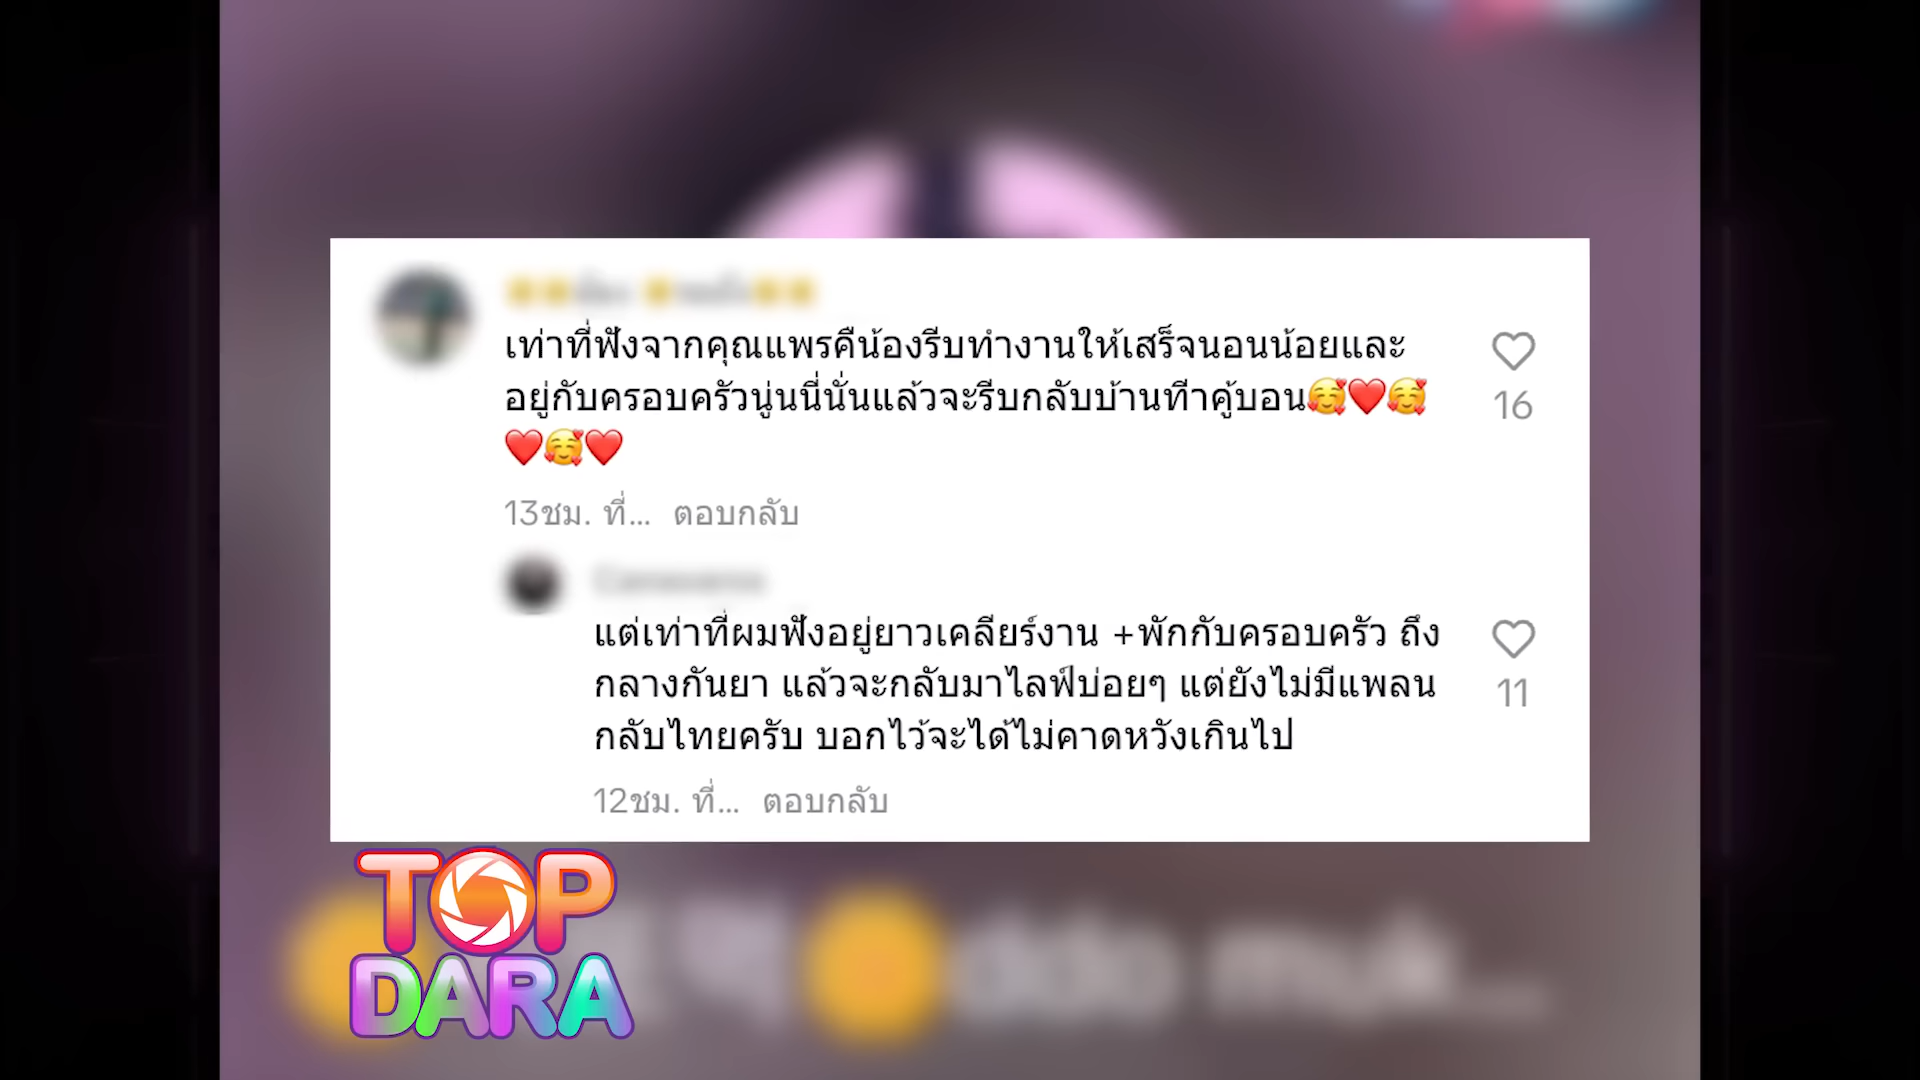 เท่าที่ฟังจากคุณแพรคืน้องรีบทำงานให้เสร็จนอนน้อยและ
อยู่กับครอบครัวนู่นนี่นั่นแล้วจะรีบกลับบ้านทีาคู้บอน🥰❤️🥰
❤️🥰❤️
16
13ชม. ที่... ตอบกลับ
แต่เท่าที่ผมฟังอยู่ยาวเคลียร์งาน +พักกับครอบครัว ถึง
กลางกันยา แล้วจะกลับมาไลฟ์บ่อยๆ แต่ยังไม่มีแพลน
กลับไทยครับ บอกไว้จะได้ไม่คาดหวังเกินไป
11
12ชม. ที่... ตอบกลับ
TOP
DARA